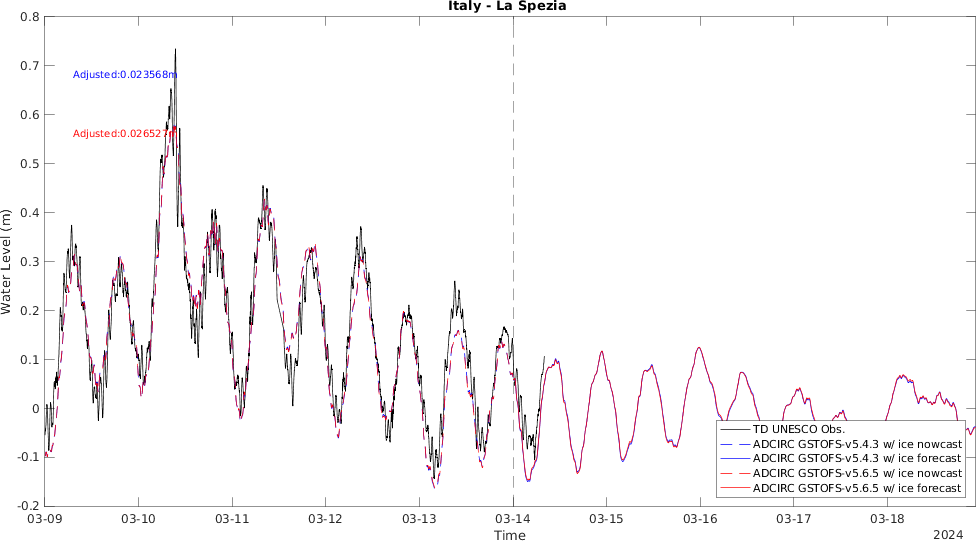 Italy - La Spezia
0.8
0.7
0.6
0.5
0.4
0.3
0.2
0.1
0
-0.1
-0.2
Water Level (m)
Adjusted:0.023568m
Adjusted:0.026527m
TD UNESCO Obs.
ADCIRC GSTOFS-v5.4.3 w/ ice nowcast
ADCIRC GSTOFS-v5.4.3 w/ ice forecast
ADCIRC GSTOFS-v5.6.5 w/ ice nowcast
ADCIRC GSTOFS-v5.6.5 w/ ice forecast
03-09 03-10 03-11 03-12 03-13 03-14 03-15 03-16 03-17 03-18
Time
2024